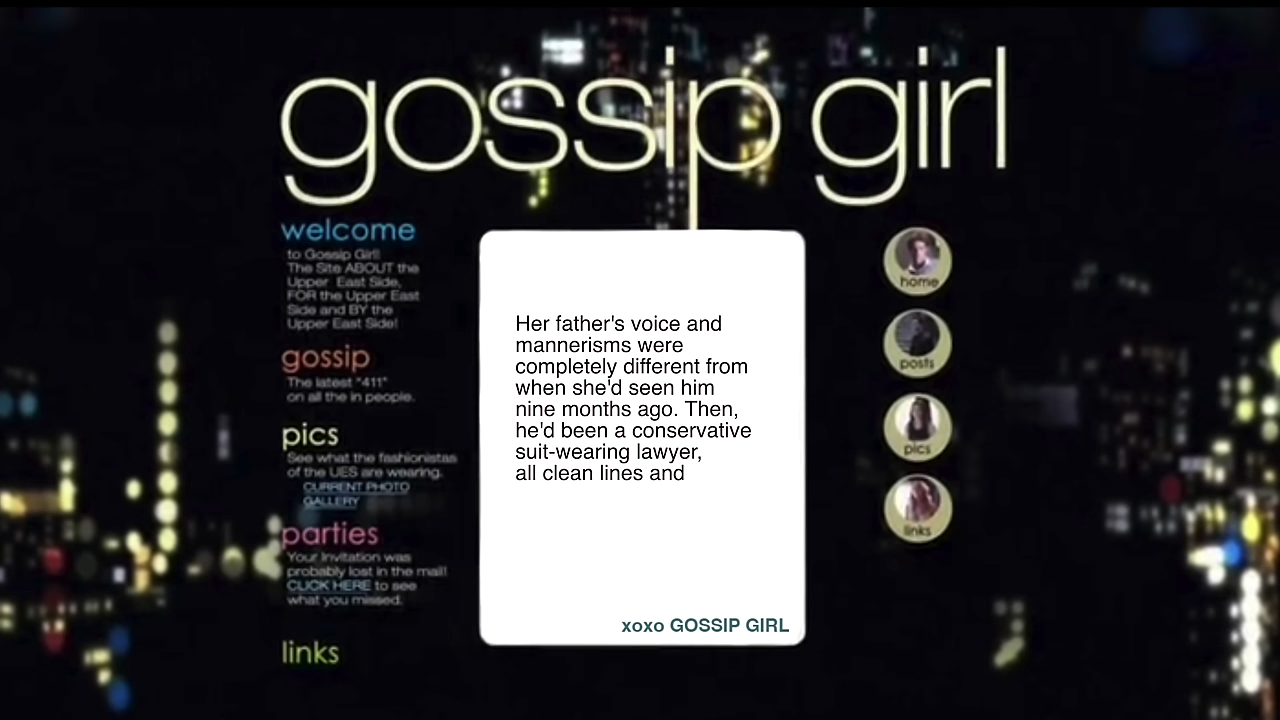 gossip girl
welcome
to Gossip Girl!
The Site ABOUT the
Upper East Side,
FOR the Upper East
Side and BY the
Upper East Side!
gossip
The latest "411"
on all the in people.
pics
See what the fashionistas
of the UES are wearing.
CURRENT PHOTO
GALLERY
parties
Your Invitation was
probably lost in the mail!
CLICK HERE to see
what you missed.
links
Her father's voice and
mannerisms were
completely different from
when she'd seen him
nine months ago. Then,
he'd been a conservative
suit-wearing lawyer,
all clean lines and
xoxo GOSSIP GIRL
home
posts
pics
links